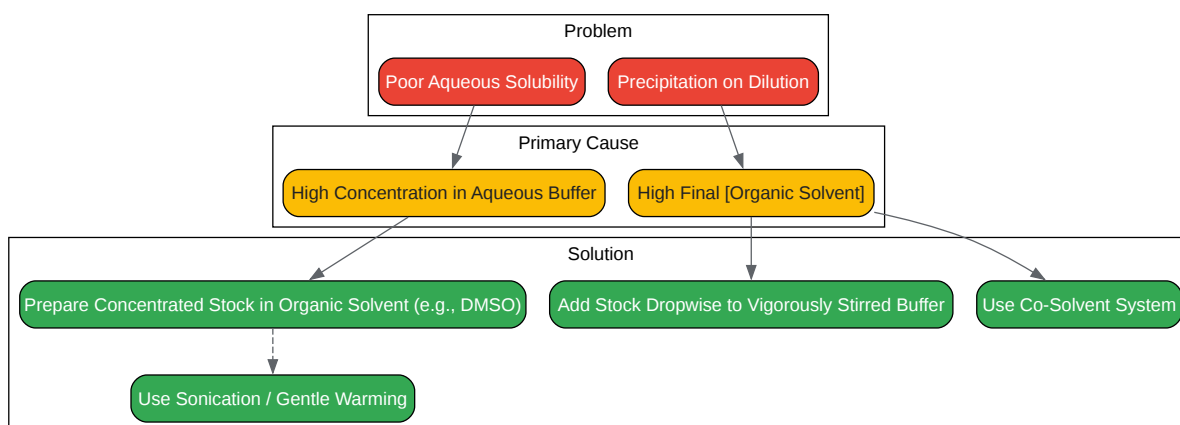 Problem
Poor Aqueous Solubility
Precipitation on Dilution
Primary Cause
High Concentration in Aqueous Buffer
High Final [Organic Solvent]
Solution
Prepare Concentrated Stock in Organic Solvent (e.g., DMSO)
Add Stock Dropwise to Vigorously Stirred Buffer
Use Co-Solvent System
Use Sonication / Gentle Warming